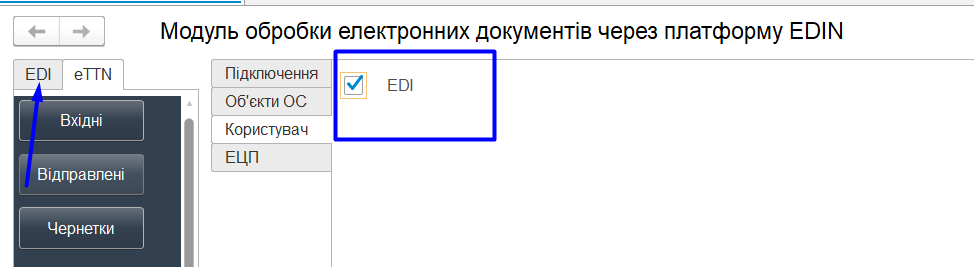 Модуль обробки електронних документів через платформу EDIN
EDI
eTTN
Вхідні
Відправлені
Чернетки
Підключення
Об'єкти ОС
Користувач
ЕЦП
EDI